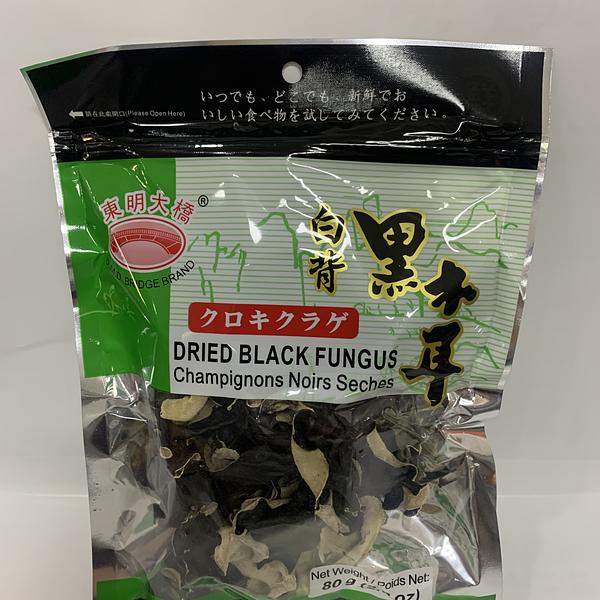 いつでも、どこでも、新鮮でお
いしい食べ物を試してみてください。
請在此處開口(Please Open Here)
東明大橋®
BRIDGE BRAND
白背
黑木耳
クロキクラゲ
DRIED BLACK FUNGUS
Champignons Noirs Seches
Net Weight / Poids Net:
80 g
oz)